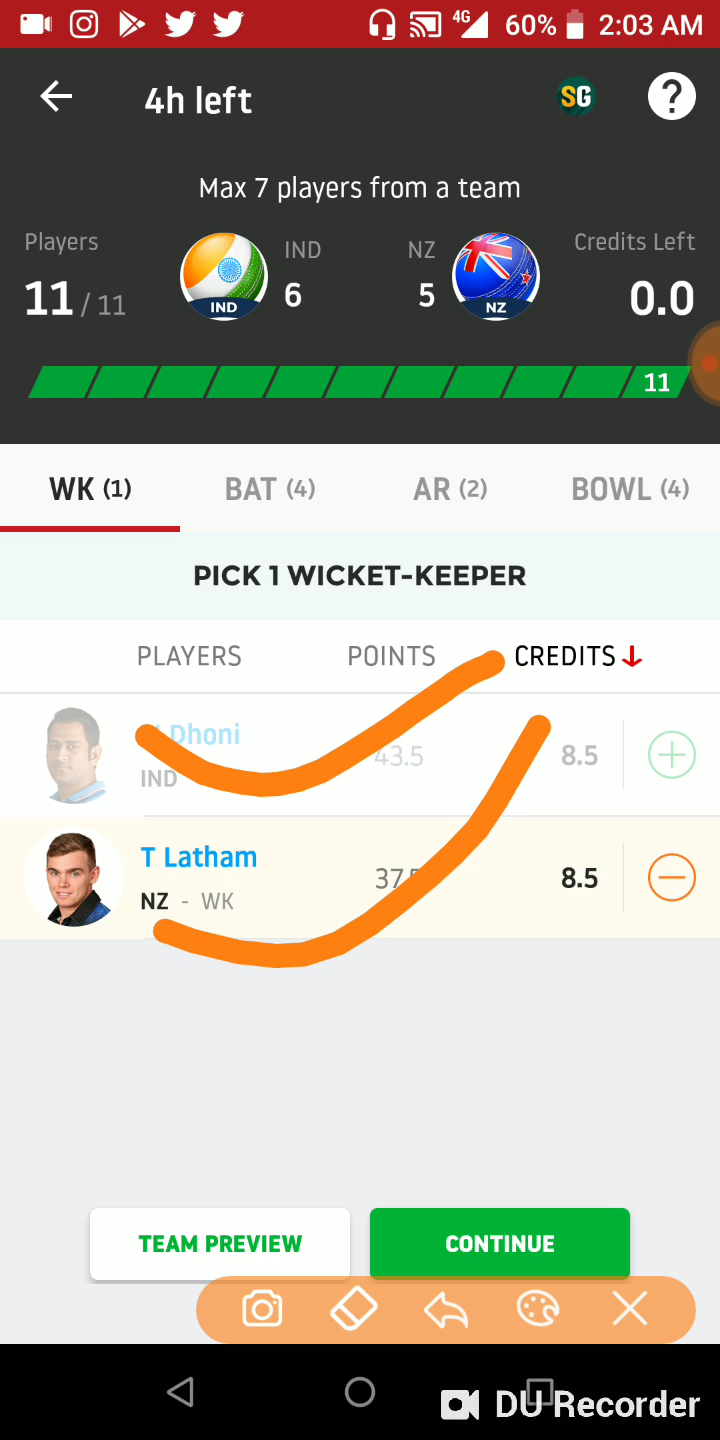 4G 60% 2:03 AM
4h left SG ?
Max 7 players from a team
Players IND NZ Credits Left
11 / 11 IND 6 5 NZ 0.0
11
WK (1) BAT (4) AR (2) BOWL (4)
PICK 1 WICKET-KEEPER
PLAYERS POINTS CREDITS
Dhoni 43.5 8.5
IND
T Latham 8.5
NZ - WK
TEAM PREVIEW CONTINUE
DU Recorder